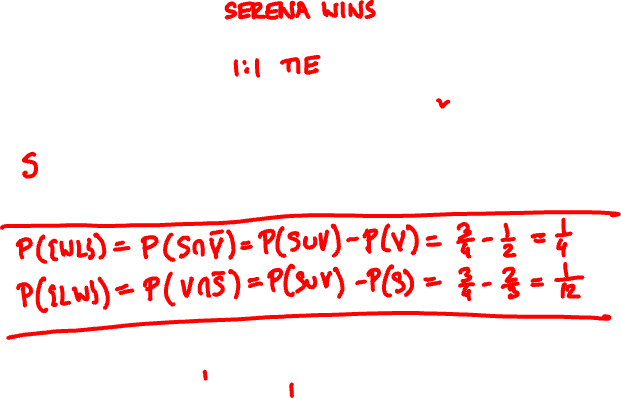 SERENA WINS
1:1 TIE
v
S
P({WL}) = P(S∩V̅) = P(S∪V) - P(V) = 3/4 - 1/2 = 1/4
P({LW}) = P(V∩S̅) = P(S∪V) - P(S) = 3/4 - 2/3 = 1/12